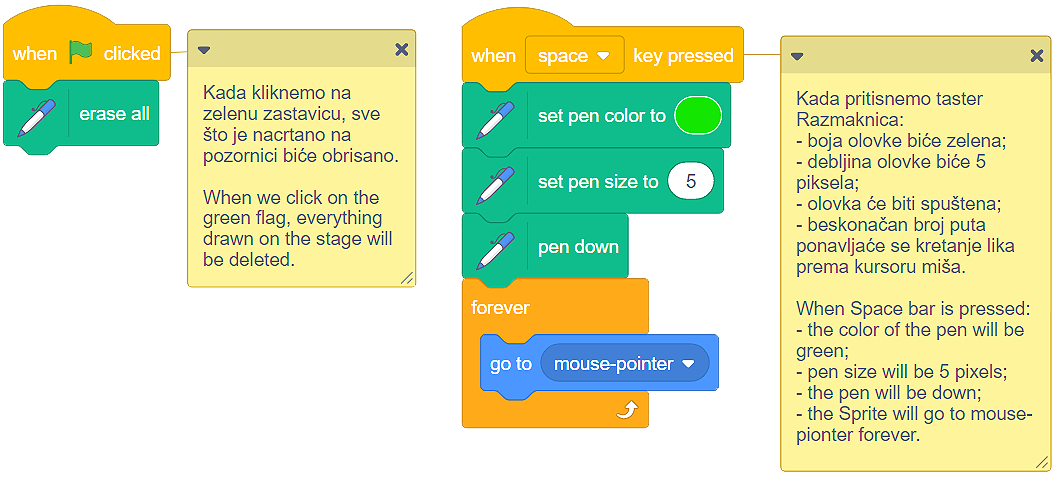 when clicked
erase all
Kada kliknemo na
zelenu zastavicu, sve
što je nacrtano na
pozornici biće obrisano.
When we click on the
green flag, everything
drawn on the stage will
be deleted.
when space key pressed
set pen color to
set pen size to 5
pen down
forever
go to mouse-pointer
Kada pritisnemo taster
Razmaknica:
- boja olovke biće zelena;
- debljina olovke biće 5
piksela;
- olovka će biti spuštena;
- beskonačan broj puta
ponavljaće se kretanje lika
prema kursoru miša.
When Space bar is pressed:
- the color of the pen will be
green;
- pen size will be 5 pixels;
- the pen will be down;
- the Sprite will go to mouse-
pionter forever.